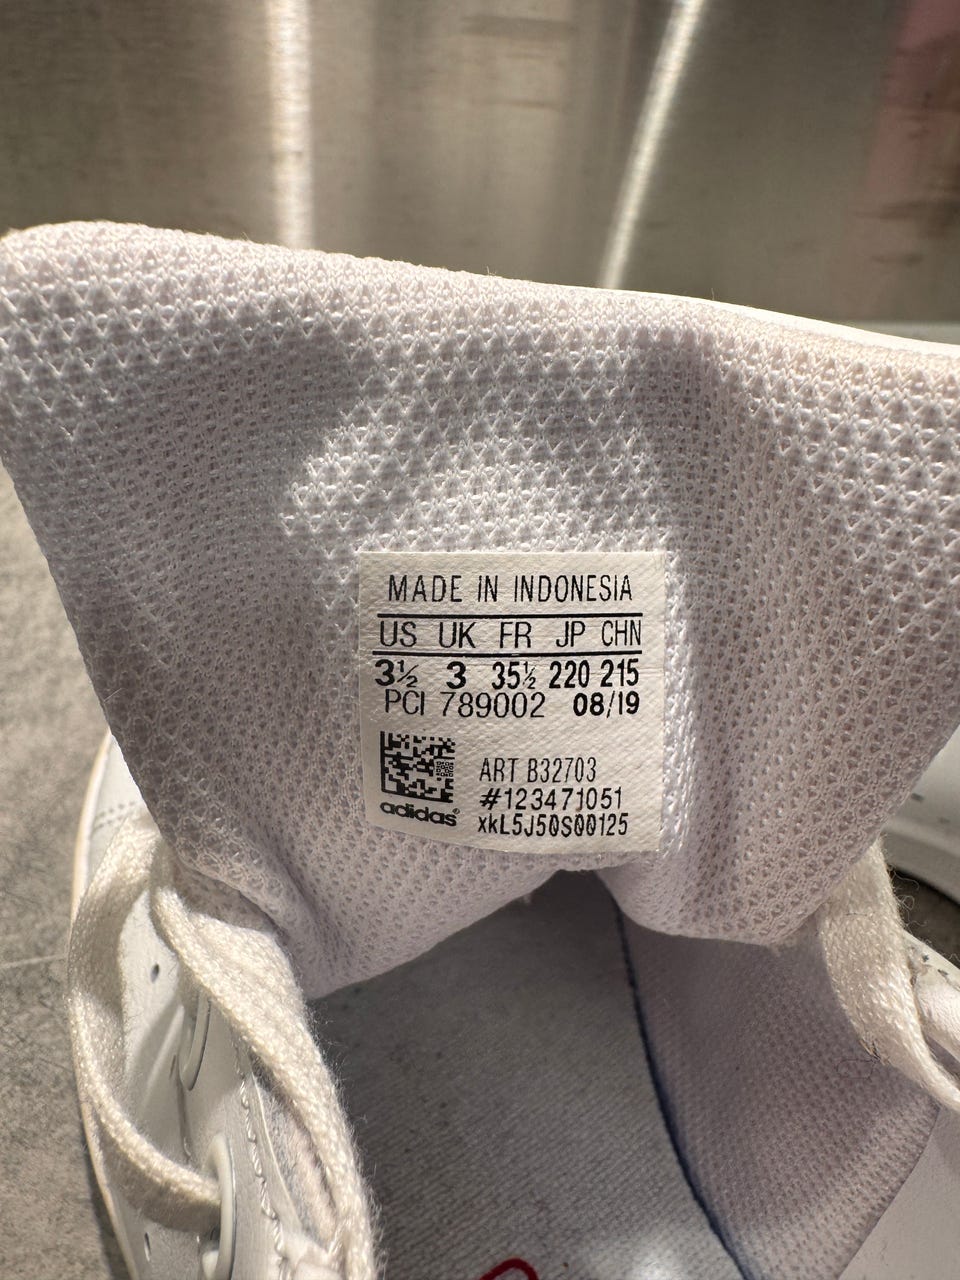 MADE IN INDONESIA
US UK FR JP CHN
3½ 3 35½ 220 215
PCI 789002 08/19
ART B32703
#123471051
xkL5J50S00125
adidas®